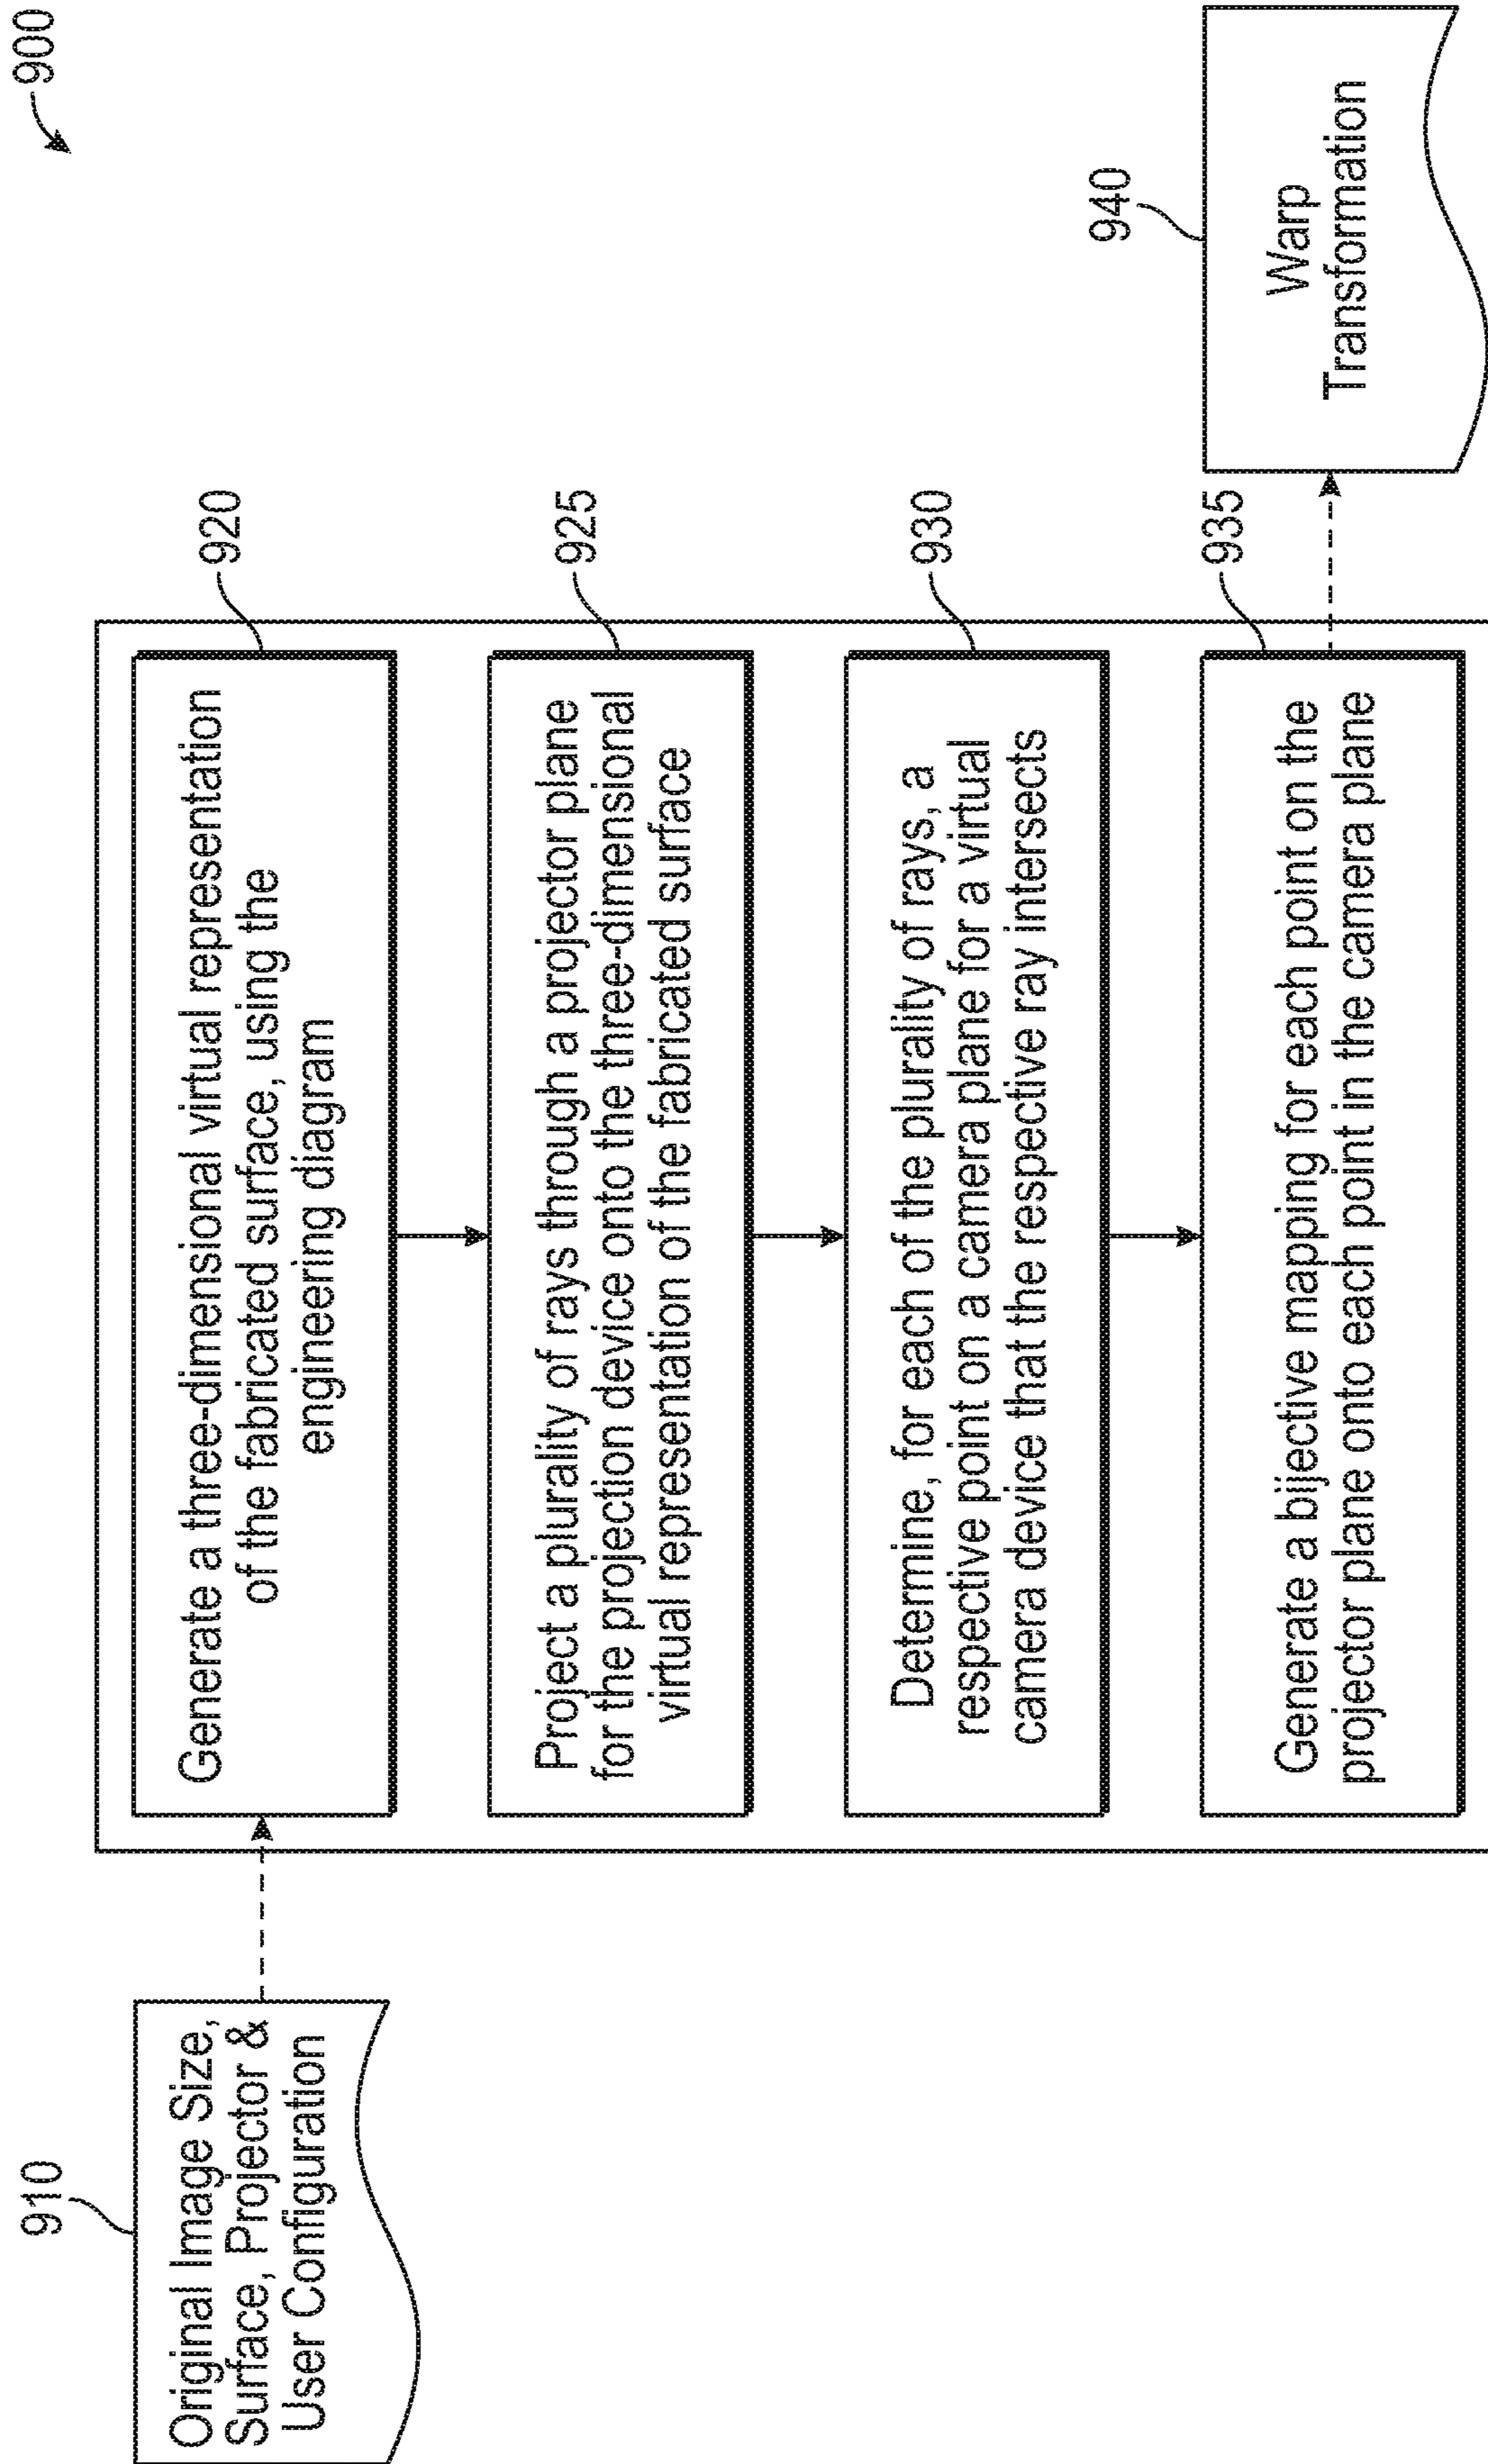 900
910
Original Image Size,
Surface, Projector &
User Configuration
920
Generate a three-dimensional virtual representation
of the fabricated surface, using the
engineering diagram
925
Project a plurality of rays through a projector plane
for the projection device onto the three-dimensional
virtual representation of the fabricated surface
930
Determine, for each of the plurality of rays, a
respective point on a camera plane for a virtual
camera device that the respective ray intersects
935
Generate a bijective mapping for each point on the
projector plane onto each point in the camera plane
940
Warp
Transformation